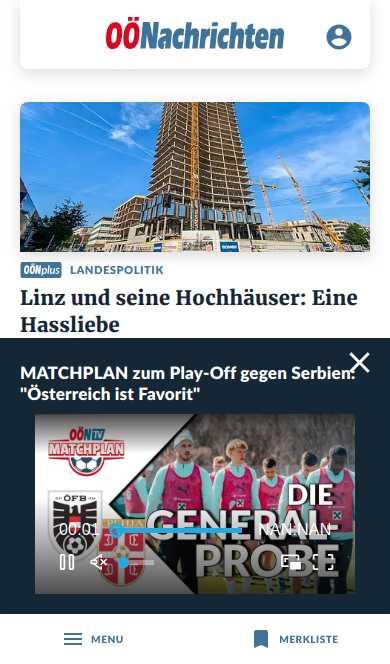 OÖNachrichten
OÖNplus LANDESPOLITIK
Linz und seine Hochhäuser: Eine
Hassliebe
MATCHPLAN zum Play-Off gegen Serbien:
"Österreich ist Favorit"
OÖN TV
MATCHPLAN
ÖFB
DIE
GENERAL-
PROBE
00:01
NAN:NAN
MENU
MERKLISTE